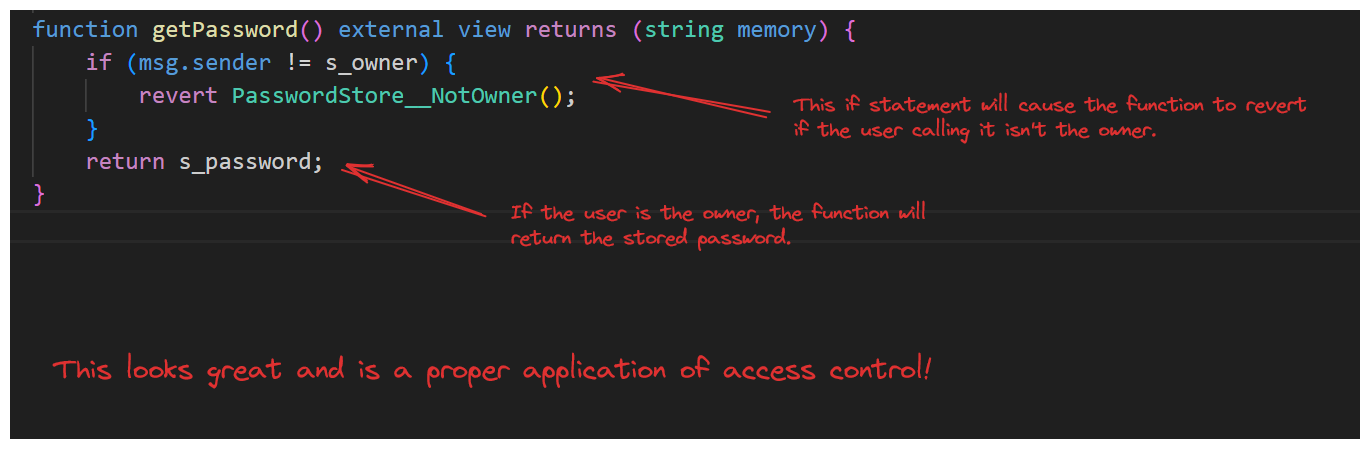 function getPassword() external view returns (string memory) {
if (msg.sender != s_owner) {
revert PasswordStore__NotOwner();
}
return s_password;
}
This if statement will cause the function to revert
if the user calling it isn't the owner.
If the user is the owner, the function will
return the stored password.
This looks great and is a proper application of access control!